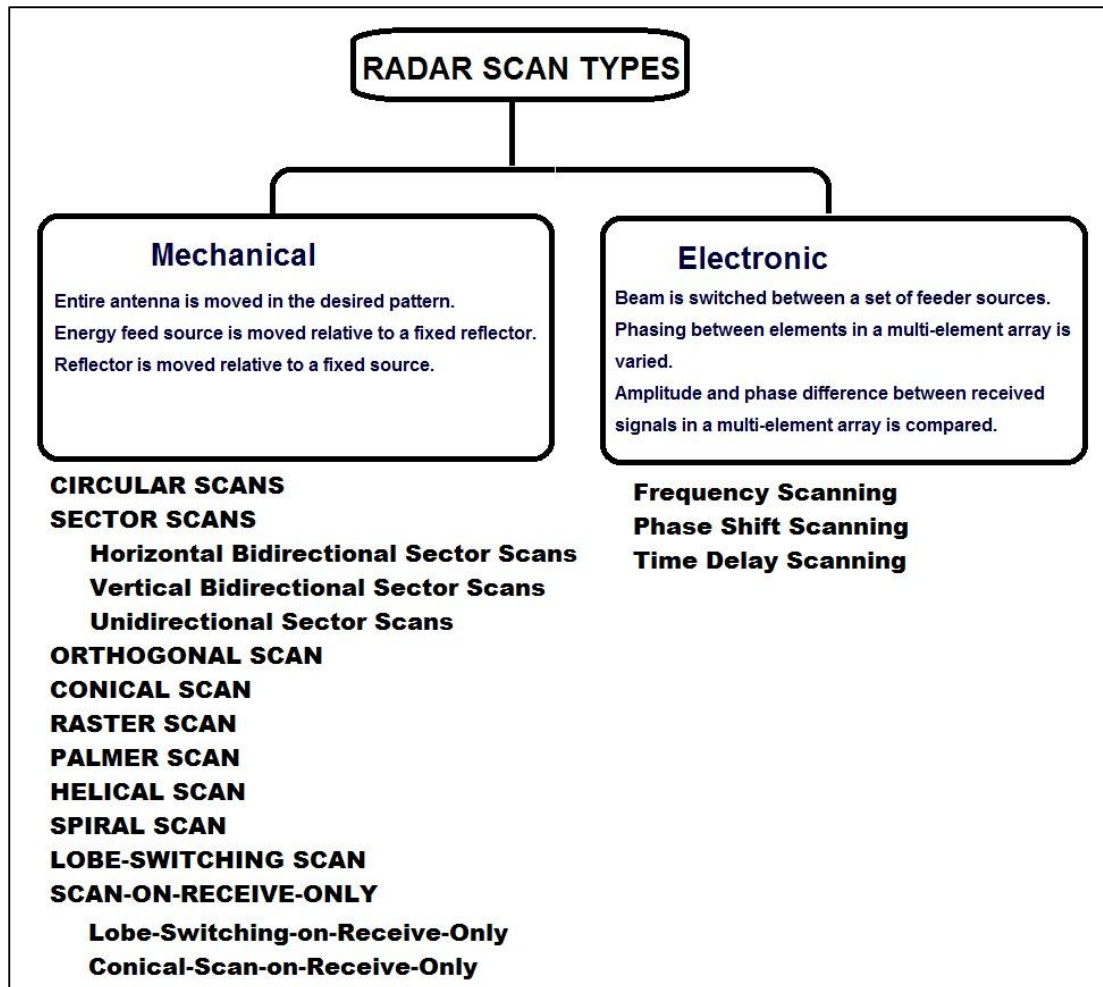 RADAR SCAN TYPES
Mechanical
Entire antenna is moved in the desired pattern.
Energy feed source is moved relative to a fixed reflector.
Reflector is moved relative to a fixed source.
Electronic
Beam is switched between a set of feeder sources.
Phasing between elements in a multi-element array is
varied.
Amplitude and phase difference between received
signals in a multi-element array is compared.
CIRCULAR SCANS
SECTOR SCANS
Horizontal Bidirectional Sector Scans
Vertical Bidirectional Sector Scans
Unidirectional Sector Scans
ORTHOGONAL SCAN
CONICAL SCAN
RASTER SCAN
PALMER SCAN
HELICAL SCAN
SPIRAL SCAN
LOBE-SWITCHING SCAN
SCAN-ON-RECEIVE-ONLY
Lobe-Switching-on-Receive-Only
Conical-Scan-on-Receive-Only
Frequency Scanning
Phase Shift Scanning
Time Delay Scanning